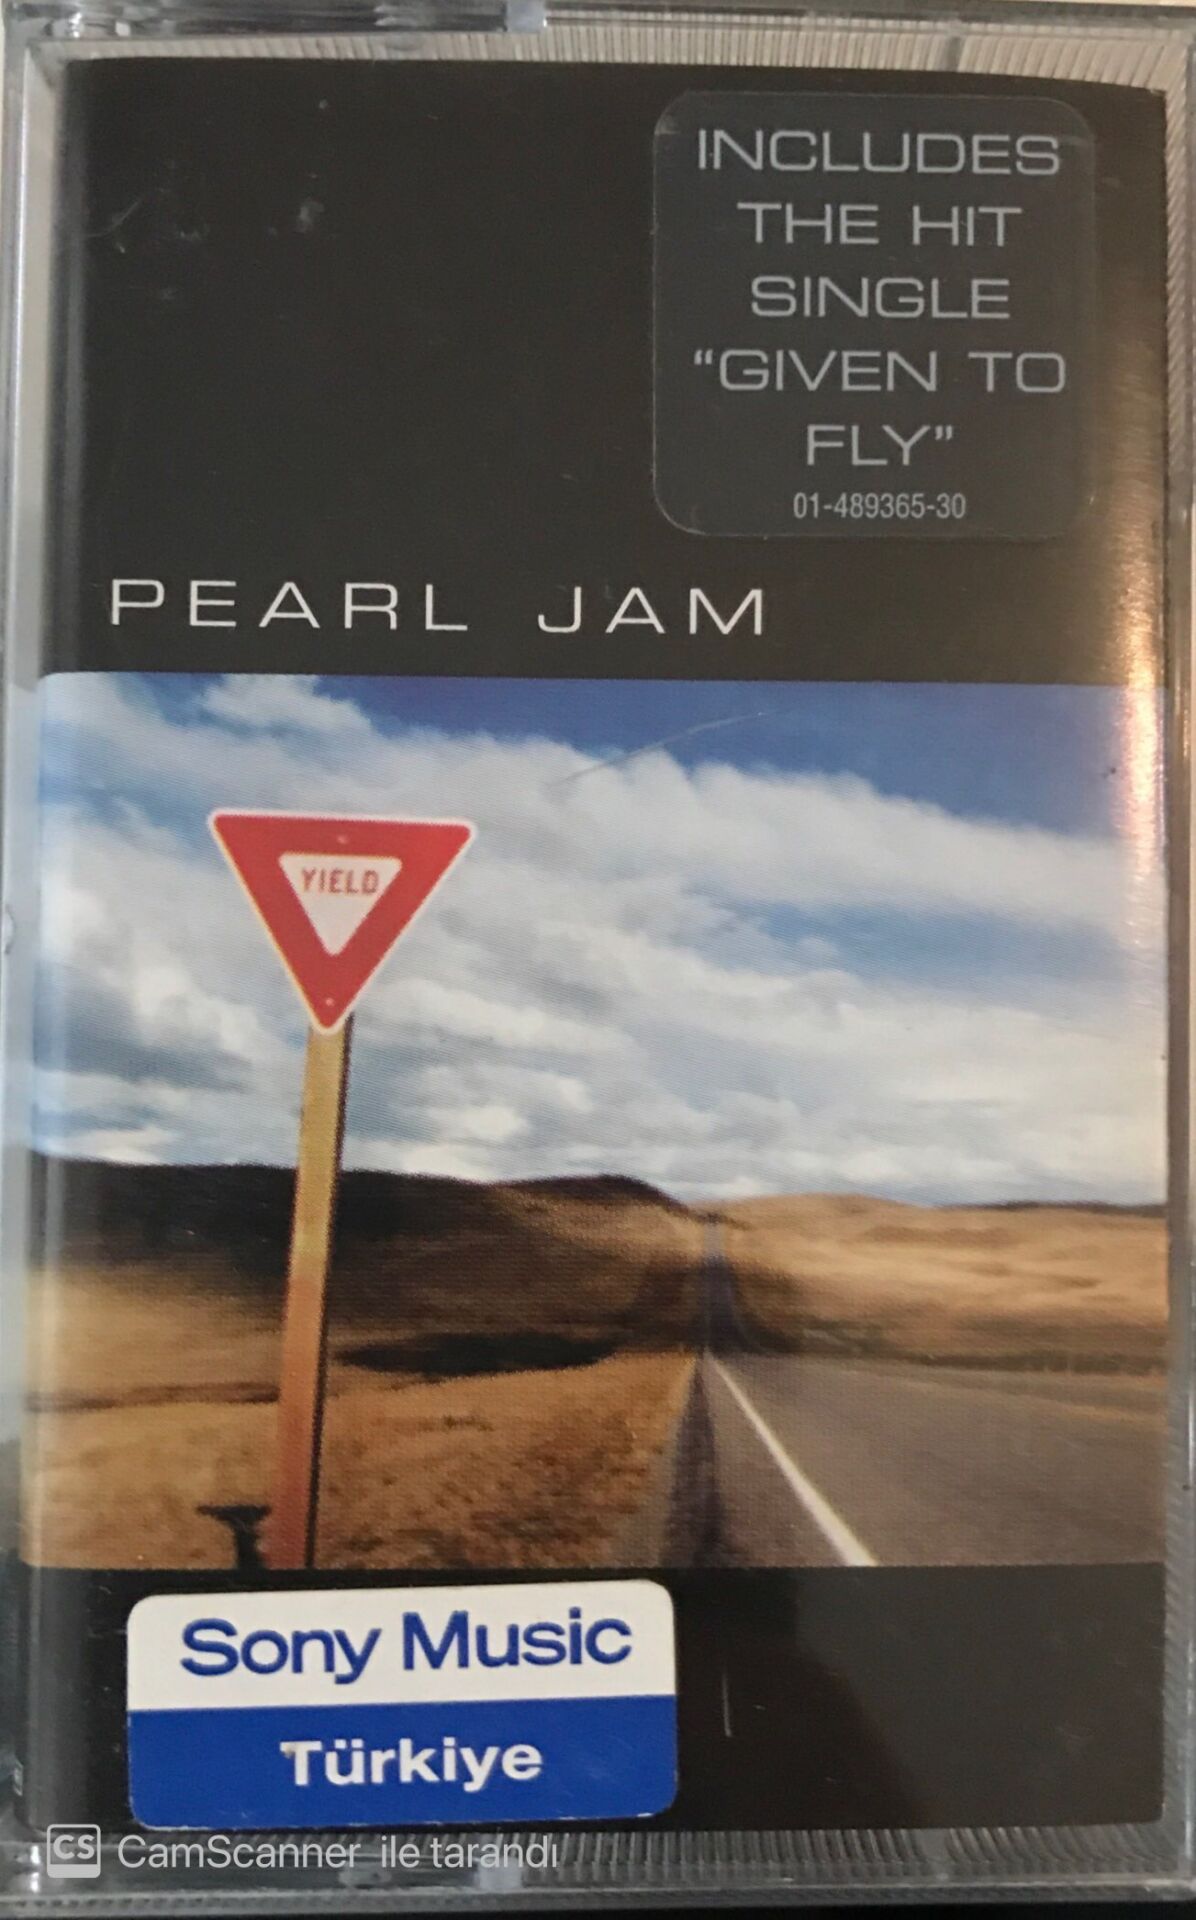 INCLUDES
THE HIT
SINGLE
“GIVEN TO
FLY”
01-489365-30
PEARL JAM
YIELD
Sony Music
Türkiye
CS CamScanner ile tarandı